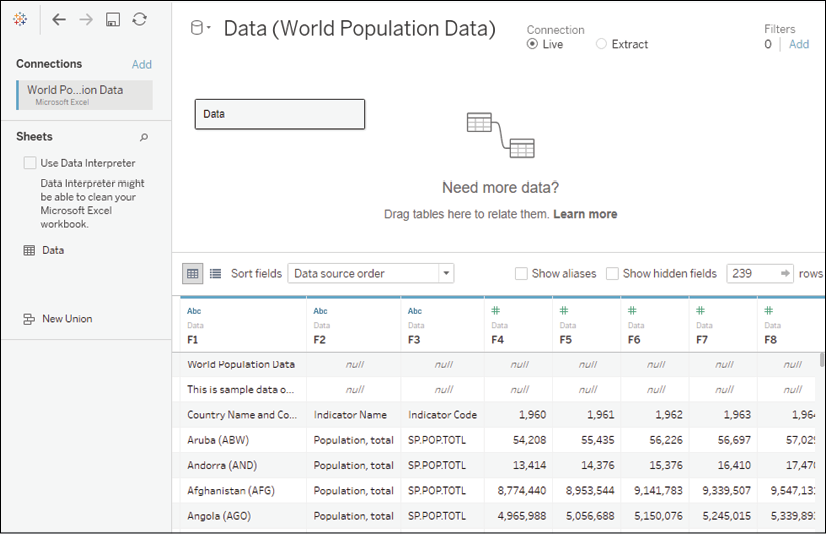 Connections Add
World Po...ion Data
Microsoft Excel
Sheets
Use Data Interpreter
Data Interpreter might
be able to clean your
Microsoft Excel
workbook.
Data
New Union
Data (World Population Data)
Connection
Live Extract
Filters
0 Add
Data
Need more data?
Drag tables here to relate them. Learn more
Sort fields Data source order Show aliases Show hidden fields 239 rows
Abc Abc Abc # # # # #
Data Data Data Data Data Data Data Data
F1 F2 F3 F4 F5 F6 F7 F8
World Population Data null null null null null null null
This is sample data o... null null null null null null null
Country Name and Co... Indicator Name Indicator Code 1,960 1,961 1,962 1,963 1,964
Aruba (ABW) Population, total SP.POP.TOTL 54,208 55,435 56,226 56,697 57,029
Andorra (AND) Population, total SP.POP.TOTL 13,414 14,376 15,376 16,410 17,470
Afghanistan (AFG) Population, total SP.POP.TOTL 8,774,440 8,953,544 9,141,783 9,339,507 9,547,13
Angola (AGO) Population, total SP.POP.TOTL 4,965,988 5,056,688 5,150,076 5,245,015 5,339,89